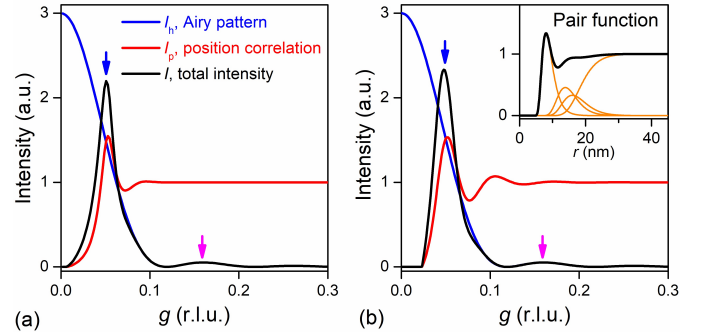 3
2
1
0
Intensity (a.u.)
I_h, Airy pattern
I_p, position correlation
I, total intensity
0.0 0.1 0.2 0.3
g (r.l.u.)
(a)
3
2
1
0
Intensity (a.u.)
Pair function
1
0
0 20 40
r (nm)
0.0 0.1 0.2 0.3
g (r.l.u.)
(b)